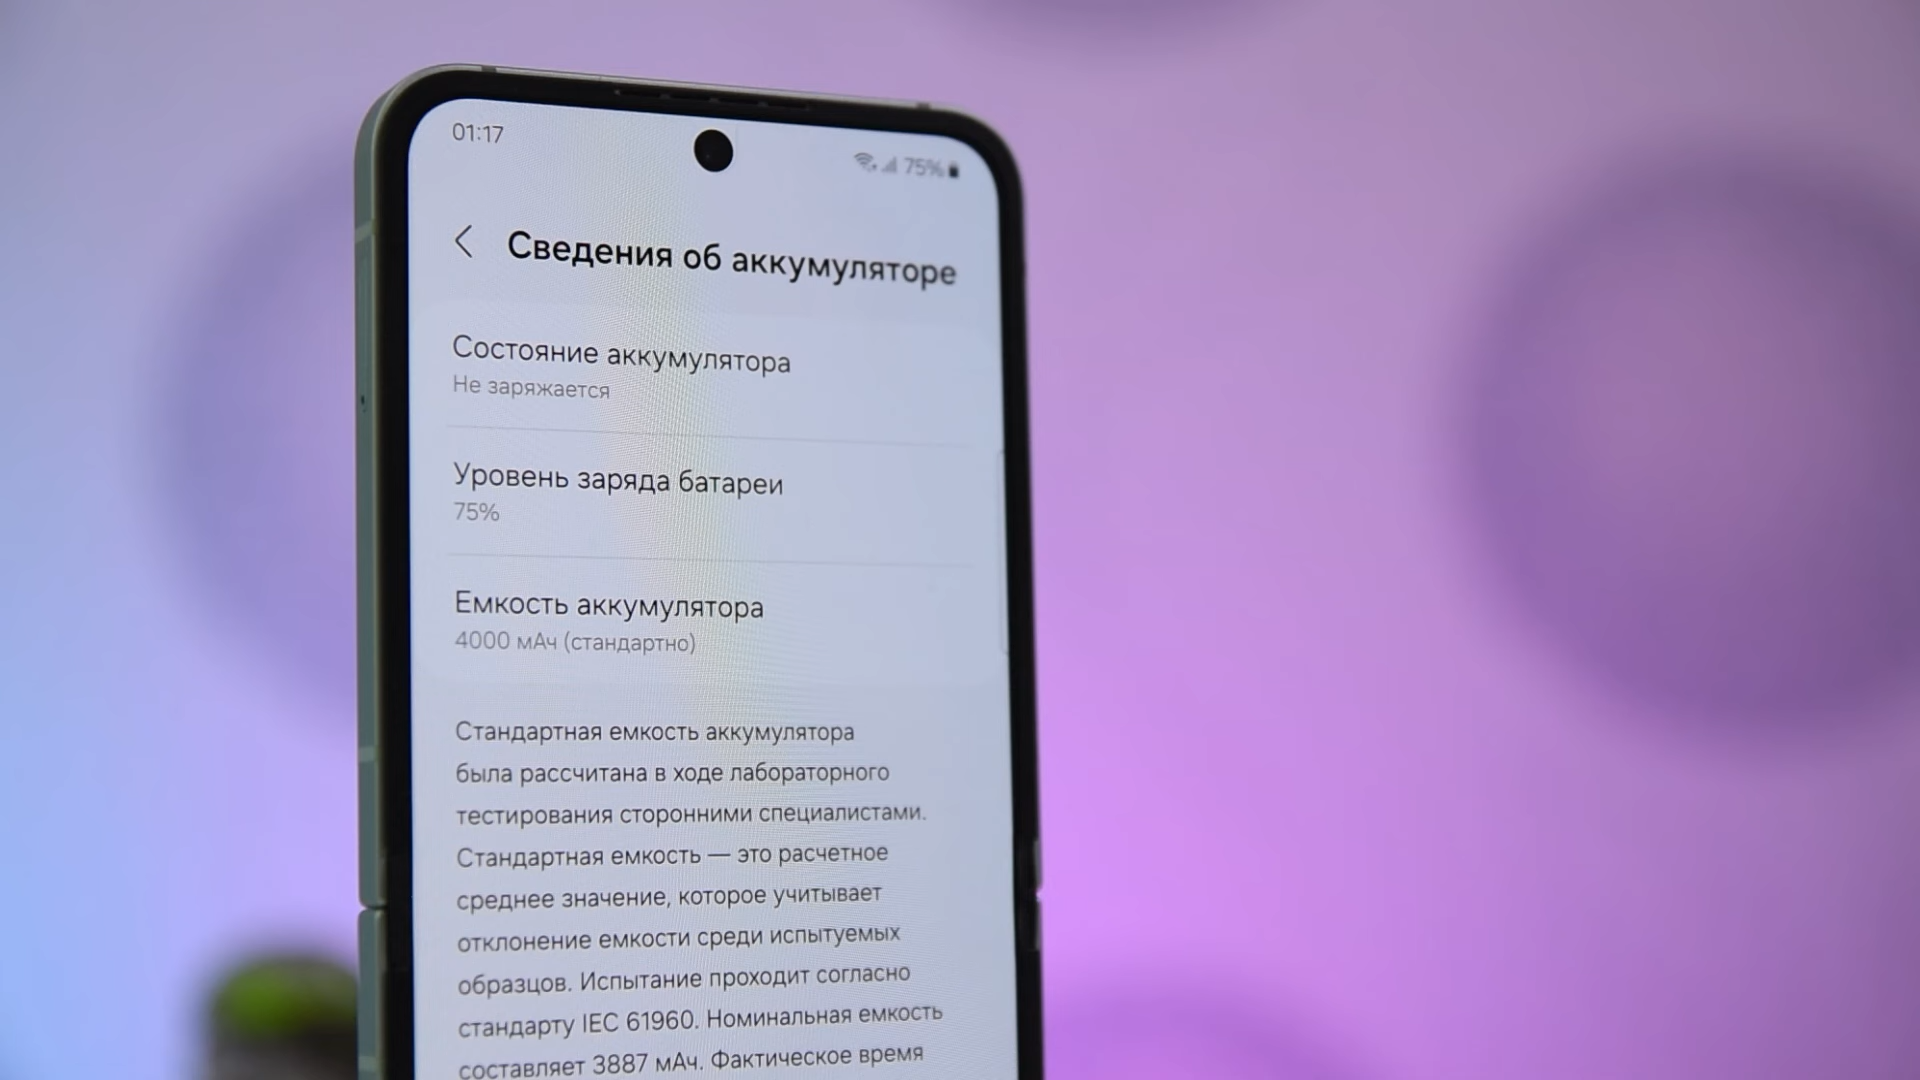 01:17
75%
Сведения об аккумуляторе
Состояние аккумулятора
Не заряжается
Уровень заряда батареи
75%
Емкость аккумулятора
4000 мАч (стандартно)
Стандартная емкость аккумулятора
была рассчитана в ходе лабораторного
тестирования сторонними специалистами.
Стандартная емкость — это расчетное
среднее значение, которое учитывает
отклонение емкости среди испытуемых
образцов. Испытание проходит согласно
стандарту IEC 61960. Номинальная емкость
составляет 3887 мАч. Фактическое время